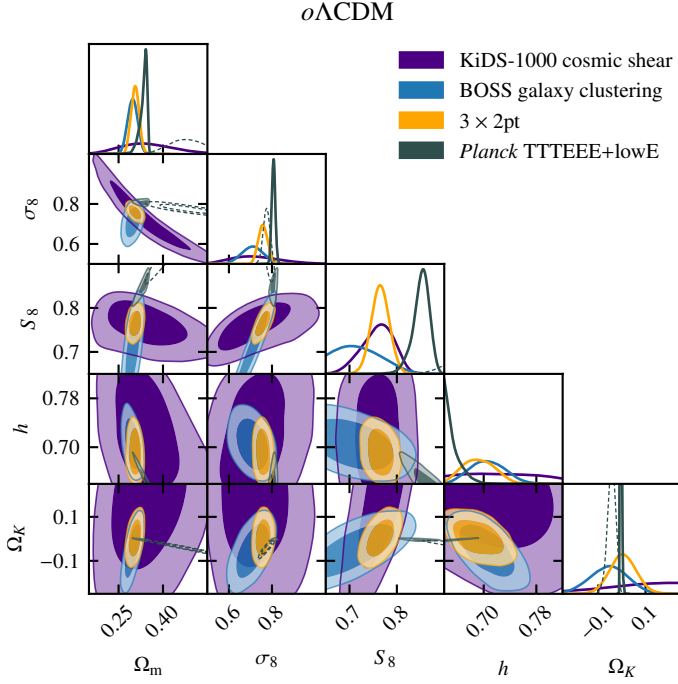 oΛCDM
KiDS-1000 cosmic shear
BOSS galaxy clustering
3 × 2pt
Planck TTTEEE+lowE
σ8
0.8
0.6
S8
0.8
0.7
h
0.78
0.70
ΩK
0.1
−0.1
0.25 0.40 0.6 0.8 0.7 0.8 0.70 0.78 −0.1 0.1
Ωm σ8 S8 h ΩK